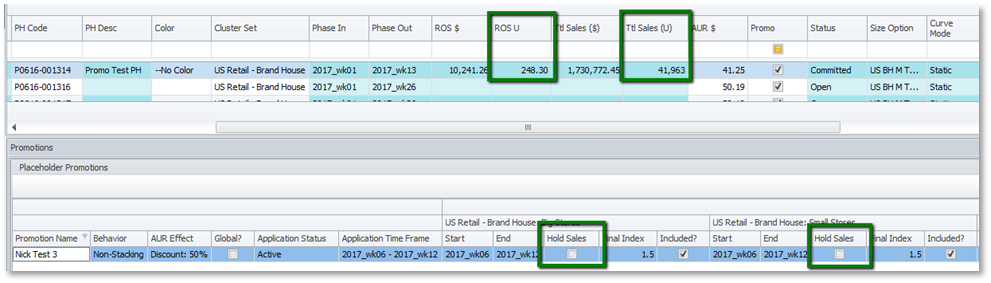 PH Code PH Desc Color Cluster Set Phase In Phase Out ROS $ ROS U Ttl Sales ($) Ttl Sales (U) AUR $ Promo Status Size Option Curve Mode
P0616-001314 Promo Test PH --No Color US Retail - Brand House 2017_wk01 2017_wk13 10,241.26 248.30 1,730,772.45 41,963 41.25 Committed US BH M T... Static
P0616-001316 US Retail - Brand House 2017_wk01 2017_wk26 50.19 Open US BH M T... Static
Promotions
Placeholder Promotions
US Retail - Brand House: Big Stores US Retail - Brand House: Small Stores
Promotion Name Behavior AUR Effect Global? Application Status Application Time Frame Start End Hold Sales Final Index Included? Start End Hold Sales Final Index Included?
Nick Test 3 Non-Stacking Discount: 50% Active 2017_wk06 - 2017_wk12 2017_wk06 2017_wk12 1.5 2017_wk06 2017_wk12 1.5